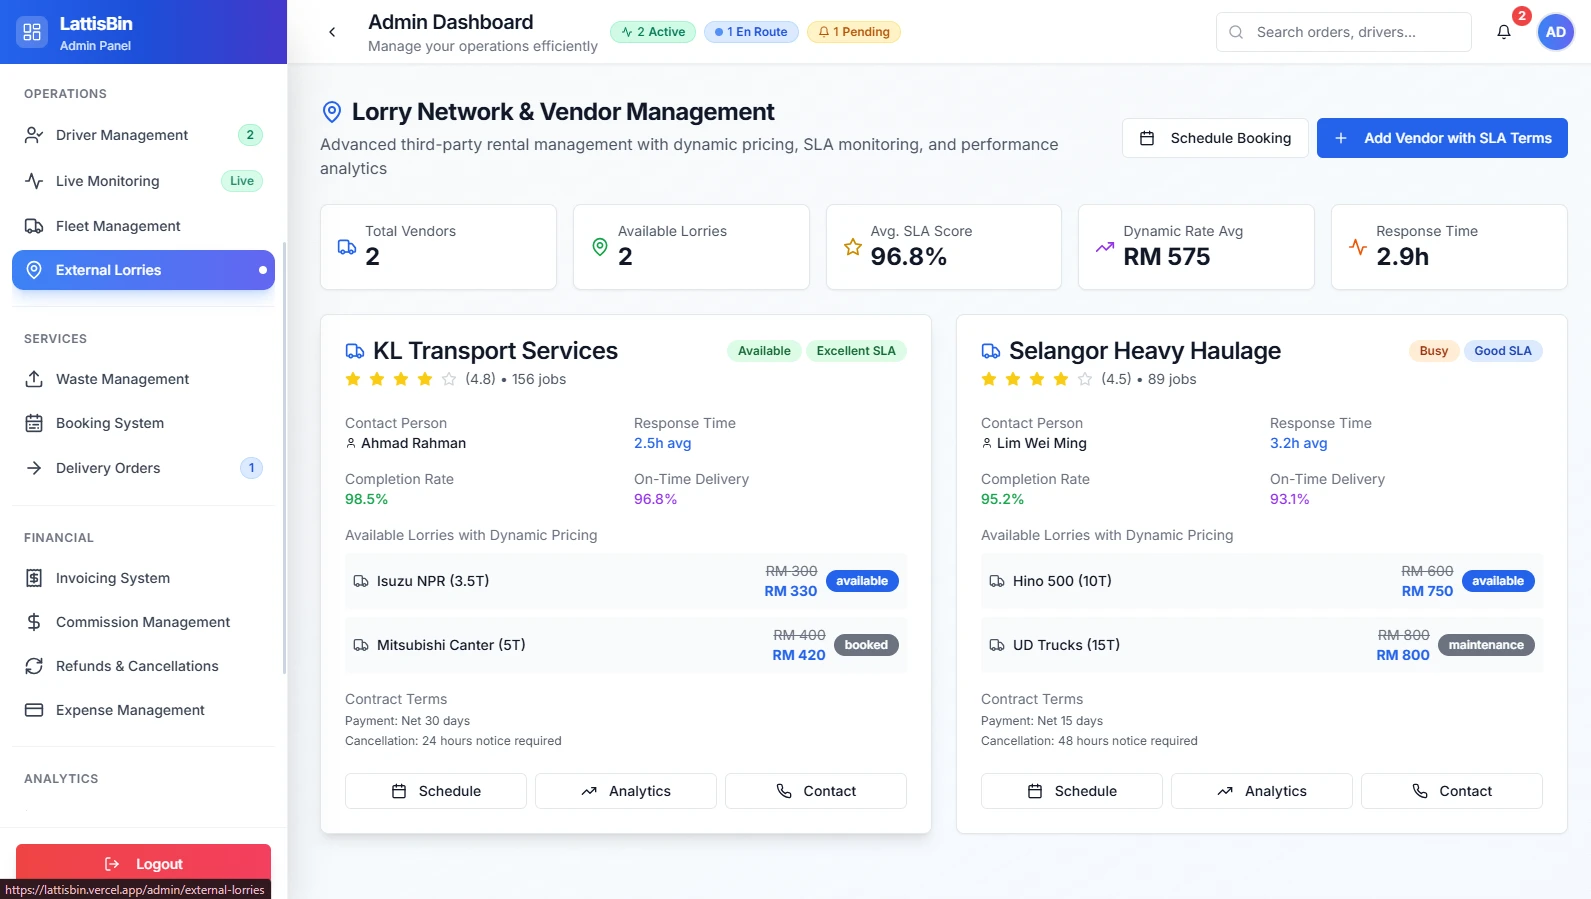 LattisBin
Admin Panel
OPERATIONS
Driver Management 2
Live Monitoring Live
Fleet Management
External Lorries
SERVICES
Waste Management
Booking System
Delivery Orders 1
FINANCIAL
Invoicing System
Commission Management
Refunds & Cancellations
Expense Management
ANALYTICS
Logout
https://lattisbin.vercel.app/admin/external-lorries
Admin Dashboard
Manage your operations efficiently
2 Active 1 En Route 1 Pending
Search orders, drivers...
2
AD
Lorry Network & Vendor Management
Advanced third-party rental management with dynamic pricing, SLA monitoring, and performance
analytics
Schedule Booking
Add Vendor with SLA Terms
Total Vendors
2
Available Lorries
2
Avg. SLA Score
96.8%
Dynamic Rate Avg
RM 575
Response Time
2.9h
KL Transport Services
Available Excellent SLA
(4.8) • 156 jobs
Contact Person
Ahmad Rahman
Response Time
2.5h avg
Completion Rate
98.5%
On-Time Delivery
96.8%
Available Lorries with Dynamic Pricing
Isuzu NPR (3.5T)
RM 300
RM 330
available
Mitsubishi Canter (5T)
RM 400
RM 420
booked
Contract Terms
Payment: Net 30 days
Cancellation: 24 hours notice required
Schedule
Analytics
Contact
Selangor Heavy Haulage
Busy Good SLA
(4.5) • 89 jobs
Contact Person
Lim Wei Ming
Response Time
3.2h avg
Completion Rate
95.2%
On-Time Delivery
93.1%
Available Lorries with Dynamic Pricing
Hino 500 (10T)
RM 600
RM 750
available
UD Trucks (15T)
RM 800
RM 800
maintenance
Contract Terms
Payment: Net 15 days
Cancellation: 48 hours notice required
Schedule
Analytics
Contact